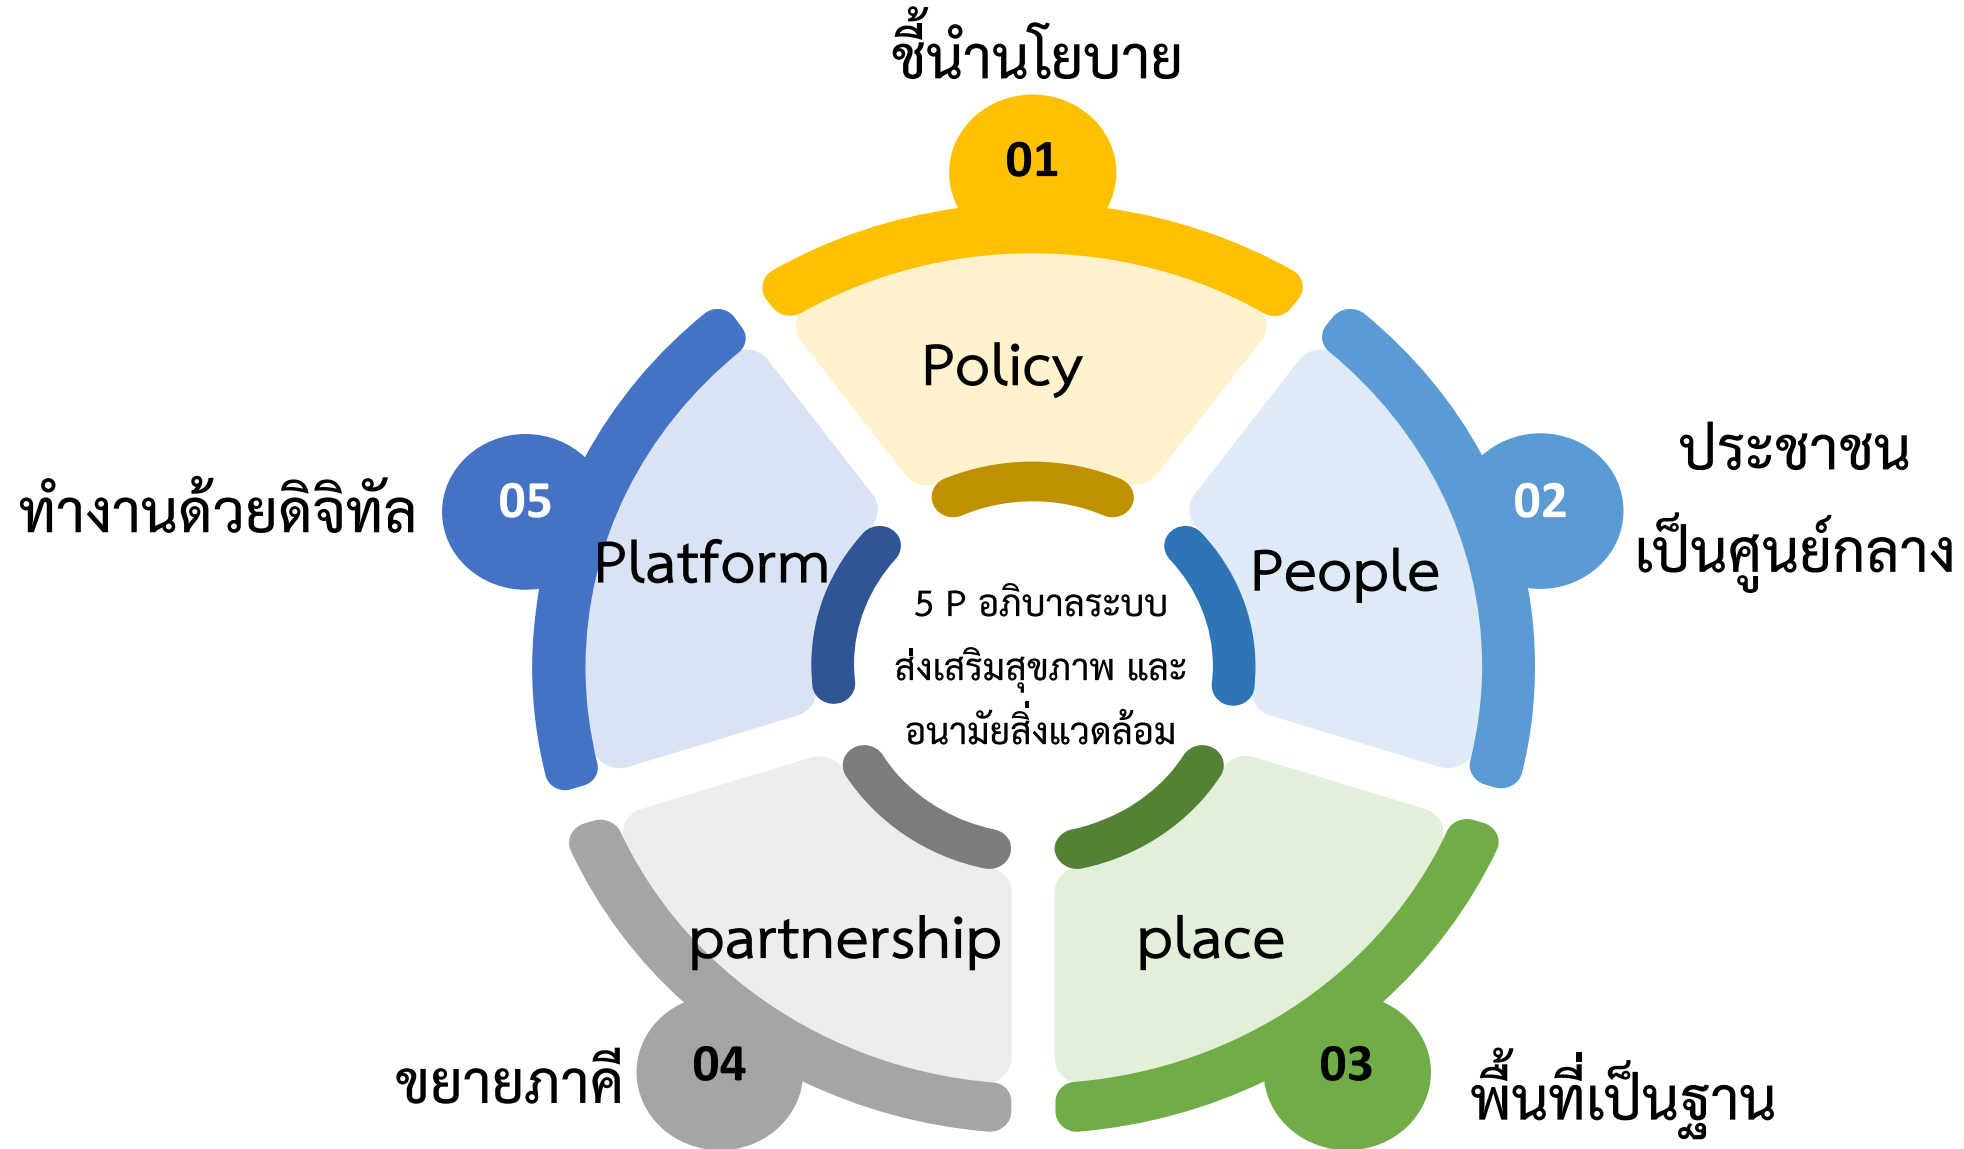 ชี้นำนโยบาย
01
Policy
ประชาชน
เป็นศูนย์กลาง
02
People
พื้นที่เป็นฐาน
03
place
ขยายภาคี
04
partnership
ทำงานด้วยดิจิทัล
05
Platform
5 P อภิบาลระบบ
ส่งเสริมสุขภาพ และ
อนามัยสิ่งแวดล้อม